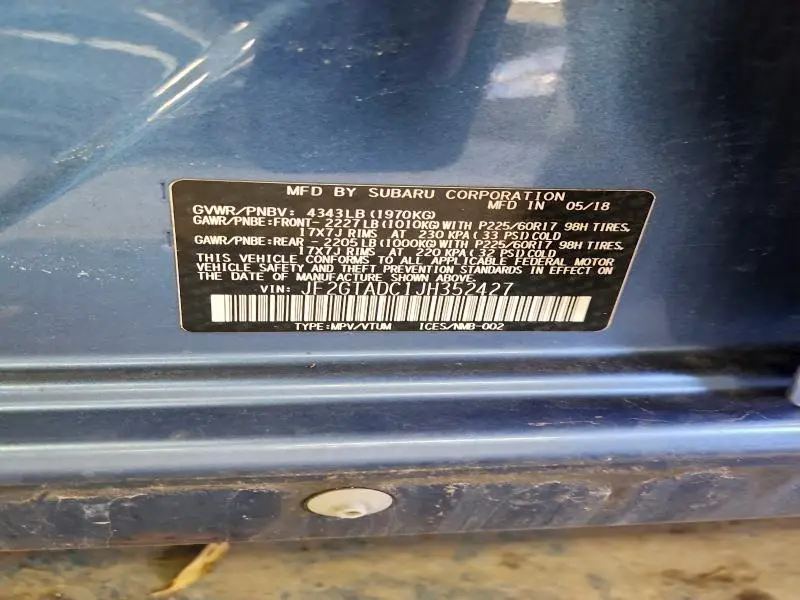 MFD BY SUBARU CORPORATION
MFD IN 05/18
GVWR/PNBV: 4343LB(1970KG)
GAWR/PNBE:FRONT-2227LB(1010KG)WITH P225/60R17 98H TIRES,
17X7J RIMS AT 230 KPA(33 PSI)COLD
GAWR/PNBE:REAR -2205LB(1000KG)WITH P225/60R17 98H TIRES,
17X7J RIMS AT 220 KPA(32 PSI)COLD
THIS VEHICLE CONFORMS TO ALL APPLICABLE FEDERAL MOTOR
VEHICLE SAFETY AND THEFT PREVENTION STANDARDS IN EFFECT ON
THE DATE OF MANUFACTURE SHOWN ABOVE.
VIN: JF2GTADC1JH352427
TYPE:MPV/VTUM ICES/NMB-002